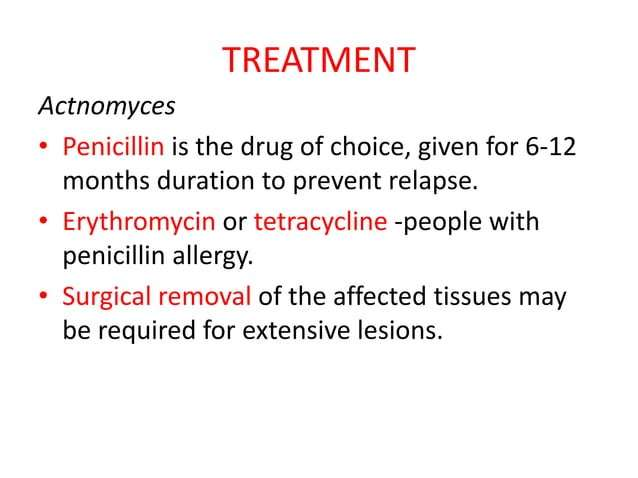 TREATMENT
Actnomyces
• Penicillin is the drug of choice, given for 6-12
months duration to prevent relapse.
• Erythromycin or tetracycline -people with
penicillin allergy.
• Surgical removal of the affected tissues may
be required for extensive lesions.